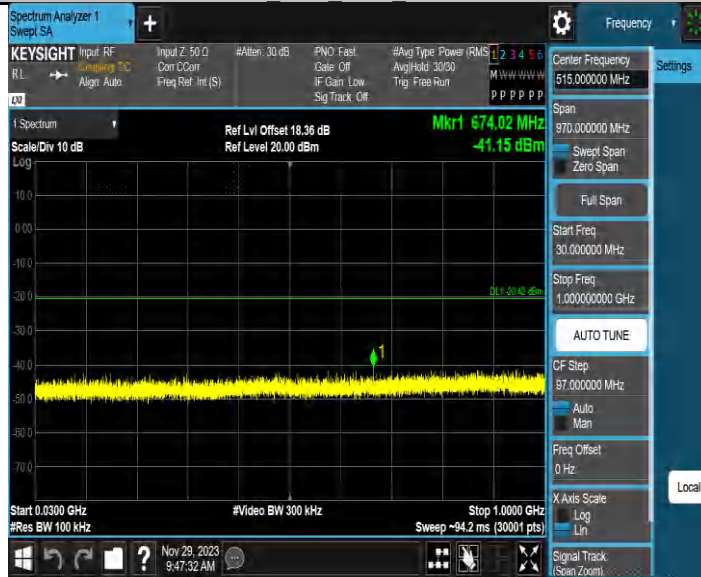 Spectrum Analyzer 1
Swept SA
+
Frequency
KEYSIGHT Input: RF Input Z: 50 Ω #Atten: 30 dB PNO: Fast #Avg Type: Power (RMS 1 2 3 4 5 6
RL Coupling: DC Corr CCorr Gate: Off Avg|Hold: 30/30 M W W W W W
Align: Auto Freq Ref: Int (S) IF Gain: Low Trig: Free Run
Sig Track: Off P P P P P P
LXI
1 Spectrum
Scale/Div 10 dB
Ref Lvl Offset 18.36 dB
Ref Level 20.00 dBm
Mkr1 674.02 MHz
-41.15 dBm
Log
10.0
0.00
-10.0
-20.0
DL1 -20.62 dBm
-30.0
1
-40.0
-50.0
-60.0
-70.0
Start 0.0300 GHz #Video BW 300 kHz Stop 1.0000 GHz
#Res BW 100 kHz Sweep ~94.2 ms (30001 pts)
?
Nov 29, 2023
9:47:32 AM
Center Frequency
515.000000 MHz
Settings
Span
970.000000 MHz
Swept Span
Zero Span
Full Span
Start Freq
30.000000 MHz
Stop Freq
1.000000000 GHz
AUTO TUNE
CF Step
97.000000 MHz
Auto
Man
Freq Offset
0 Hz
X Axis Scale
Log
Lin
Local
Signal Track
(Span Zoom)